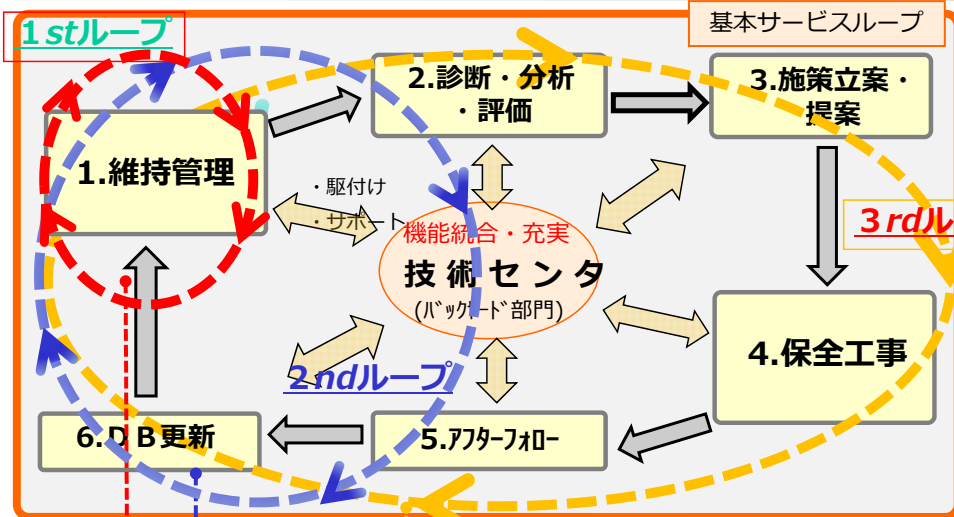 1stループ
基本サービスループ
2.診断・分析
・評価
3.施策立案・
提案
1.維持管理
・駆付け
・サポート
3rdル
機能統合・充実
技術センタ
(ﾊﾞｯｸﾔｰﾄﾞ部門)
4.保全工事
2ndループ
6.ＤＢ更新
5.ｱﾌﾀｰﾌｫﾛｰ